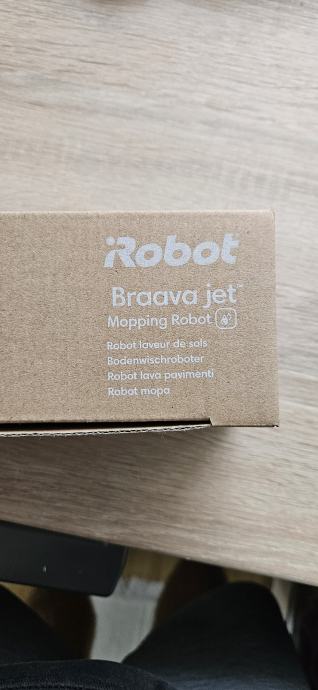 iRobot
Braava jet™
Mopping Robot
Robot laveur de sols
Bodenwischroboter
Robot lava pavimenti
Robot mopa